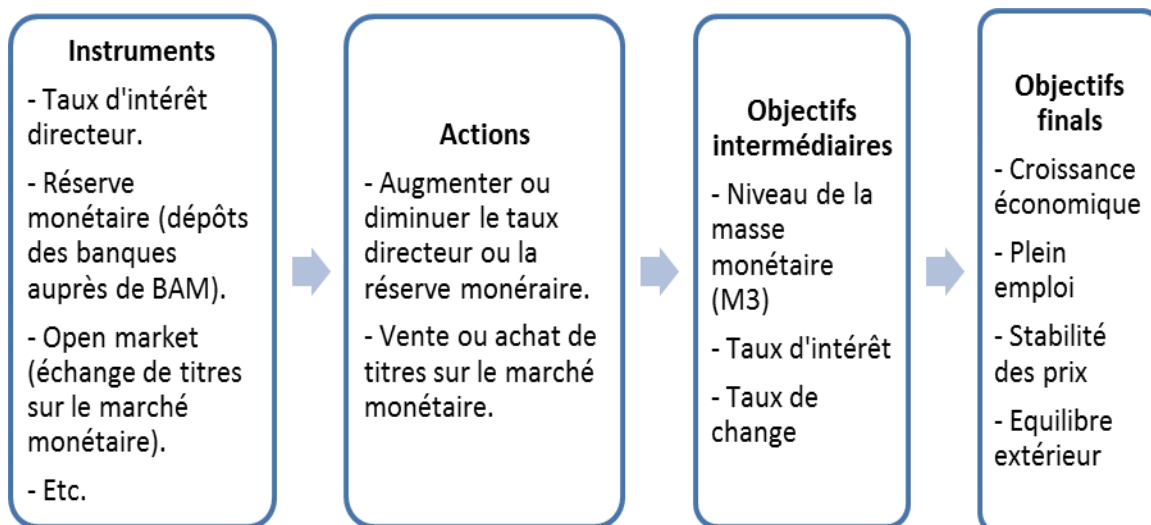 Instruments
- Taux d'intérêt
directeur.
- Réserve
monétaire (dépôts
des banques
auprès de BAM).
- Open market
(échange de titres
sur le marché
monétaire).
- Etc.
Actions
- Augmenter ou
diminuer le taux
directeur ou la
réserve monéraire.
- Vente ou achat de
titres sur le marché
monétaire.
Objectifs
intermédiaires
- Niveau de la
masse
monétaire
(M3)
- Taux d'intérêt
- Taux de
change
Objectifs
finals
- Croissance
économique
- Plein
emploi
- Stabilité
des prix
- Equilibre
extérieur